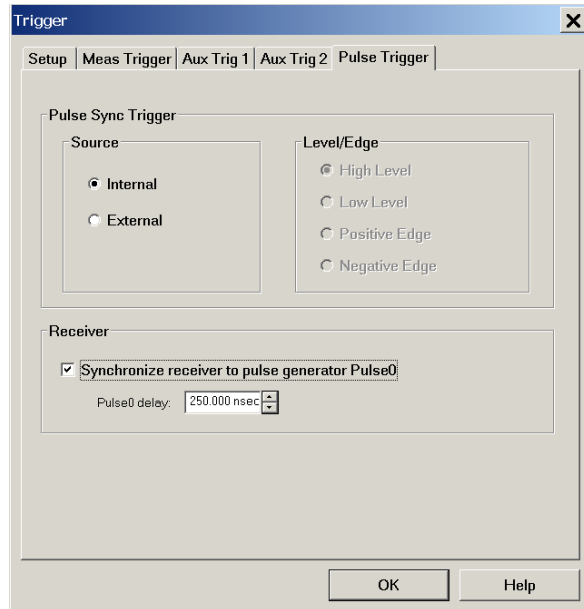 Trigger
Setup Meas Trigger Aux Trig 1 Aux Trig 2 Pulse Trigger
Pulse Sync Trigger
Source
Internal
External
Level/Edge
High Level
Low Level
Positive Edge
Negative Edge
Receiver
Synchronize receiver to pulse generator Pulse0
Pulse0 delay: 250.000 nsec
OK Help